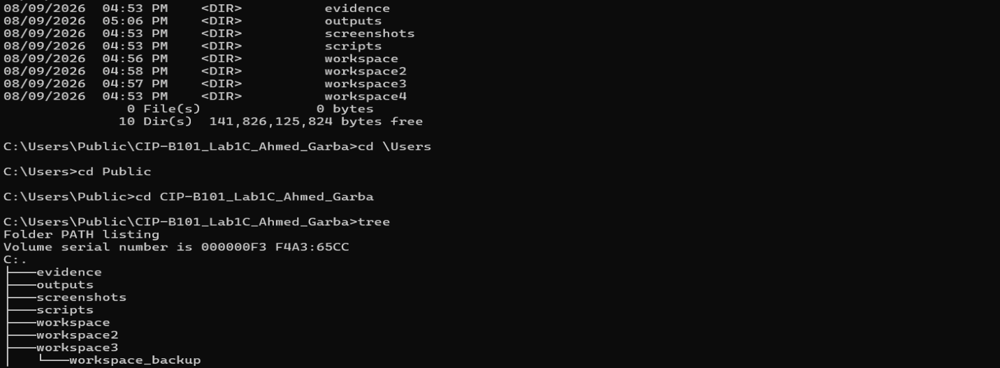 08/09/2026  04:53 PM    <DIR>          evidence
08/09/2026  05:06 PM    <DIR>          outputs
08/09/2026  04:53 PM    <DIR>          screenshots
08/09/2026  04:53 PM    <DIR>          scripts
08/09/2026  04:56 PM    <DIR>          workspace
08/09/2026  04:58 PM    <DIR>          workspace2
08/09/2026  04:57 PM    <DIR>          workspace3
08/09/2026  04:53 PM    <DIR>          workspace4
               0 File(s)              0 bytes
              10 Dir(s)  141,826,125,824 bytes free
C:\Users\Public\CIP-B101_Lab1C_Ahmed_Garba>cd \Users
C:\Users>cd Public
C:\Users\Public>cd CIP-B101_Lab1C_Ahmed_Garba
C:\Users\Public\CIP-B101_Lab1C_Ahmed_Garba>tree
Folder PATH listing
Volume serial number is 000000F3 F4A3:65CC
C:.
├───evidence
├───outputs
├───screenshots
├───scripts
├───workspace
├───workspace2
├───workspace3
│   └───workspace_backup